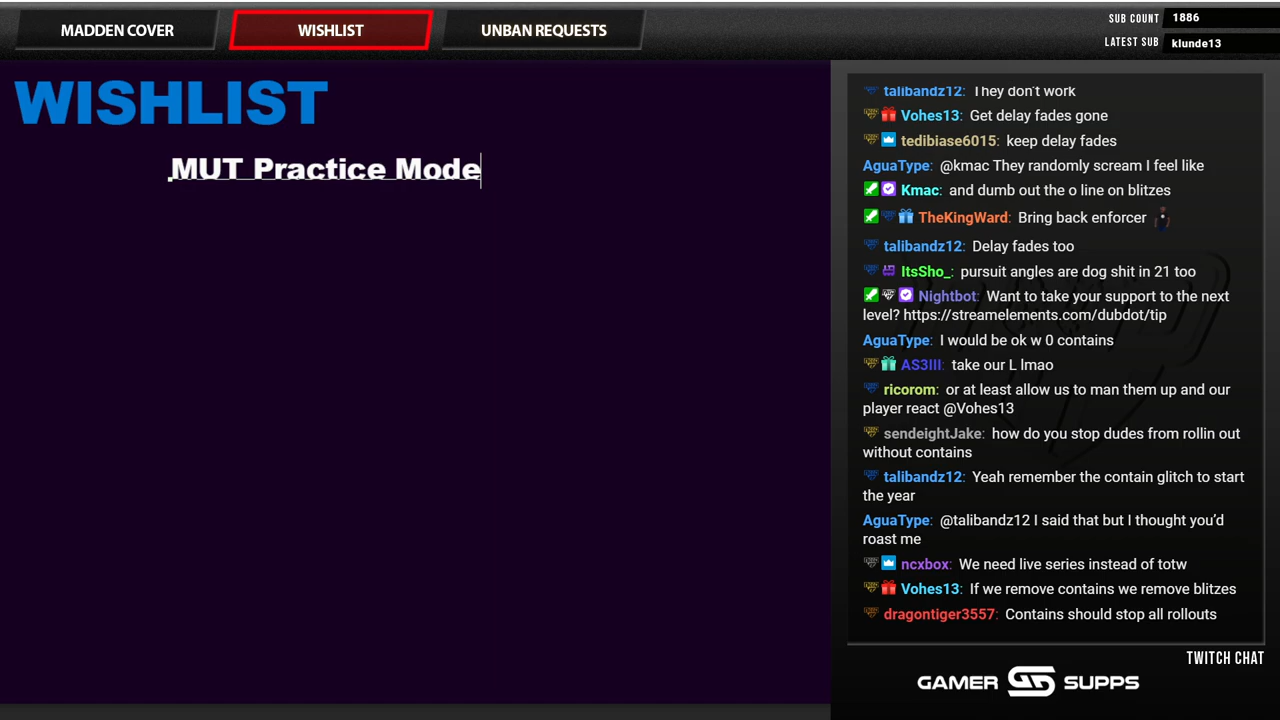 MADDEN COVER
WISHLIST
UNBAN REQUESTS
SUB COUNT 1886
LATEST SUB klunde13
WISHLIST
MUT Practice Mode
talibandz12: They don't work
Vohes13: Get delay fades gone
tedibiase6015: keep delay fades
AguaType: @kmac They randomly scream I feel like
Kmac: and dumb out the o line on blitzes
TheKingWard: Bring back enforcer
talibandz12: Delay fades too
ItsSho_: pursuit angles are dog shit in 21 too
Nightbot: Want to take your support to the next
level? https://streamelements.com/dubdot/tip
AguaType: I would be ok w 0 contains
AS3III: take our L lmao
ricorom: or at least allow us to man them up and our
player react @Vohes13
sendeightJake: how do you stop dudes from rollin out
without contains
talibandz12: Yeah remember the contain glitch to start
the year
AguaType: @talibandz12 I said that but I thought you'd
roast me
ncxbox: We need live series instead of totw
Vohes13: If we remove contains we remove blitzes
dragontiger3557: Contains should stop all rollouts
TWITCH CHAT
GAMER SUPPS